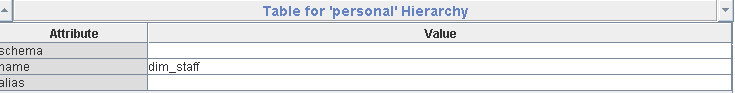 Table for 'personal' Hierarchy
Attribute Value
schema
name dim_staff
alias